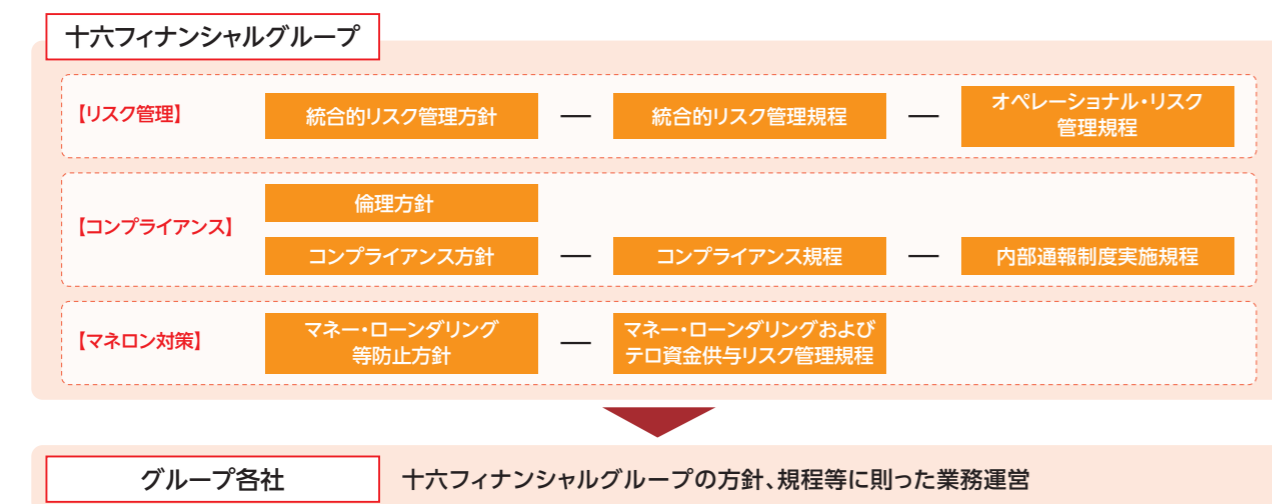 十六フィナンシャルグループ
【リスク管理】
統合的リスク管理方針 — 統合的リスク管理規程 — オペレーショナル・リスク
管理規程
【コンプライアンス】
倫理方針
コンプライアンス方針 — コンプライアンス規程 — 内部通報制度実施規程
【マネロン対策】
マネー・ローンダリング
等防止方針
—
マネー・ローンダリングおよび
テロ資金供与リスク管理規程
グループ各社
十六フィナンシャルグループの方針、規程等に則った業務運営